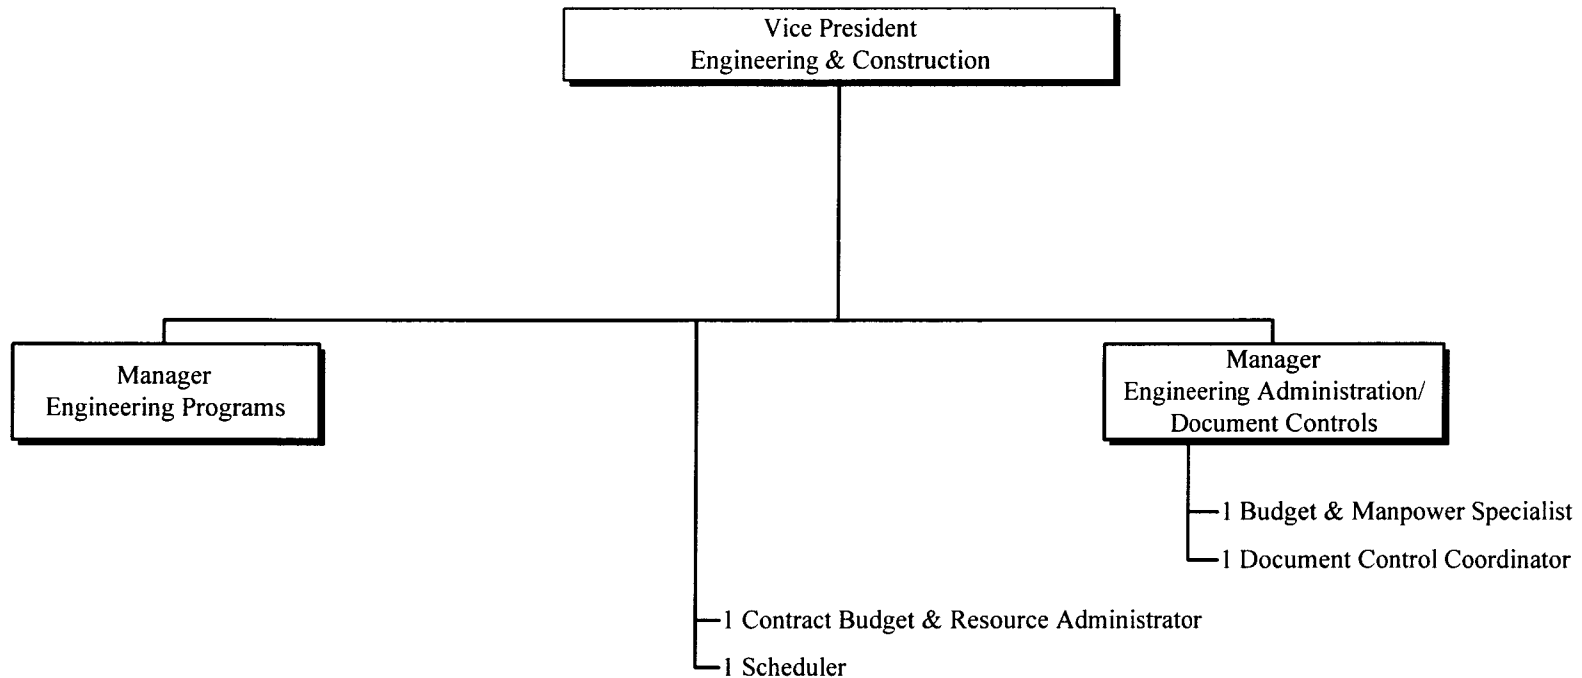 Vice President
Engineering & Construction
Manager
Engineering Programs
Manager
Engineering Administration/
Document Controls
1 Budget & Manpower Specialist
1 Document Control Coordinator
1 Contract Budget & Resource Administrator
1 Scheduler